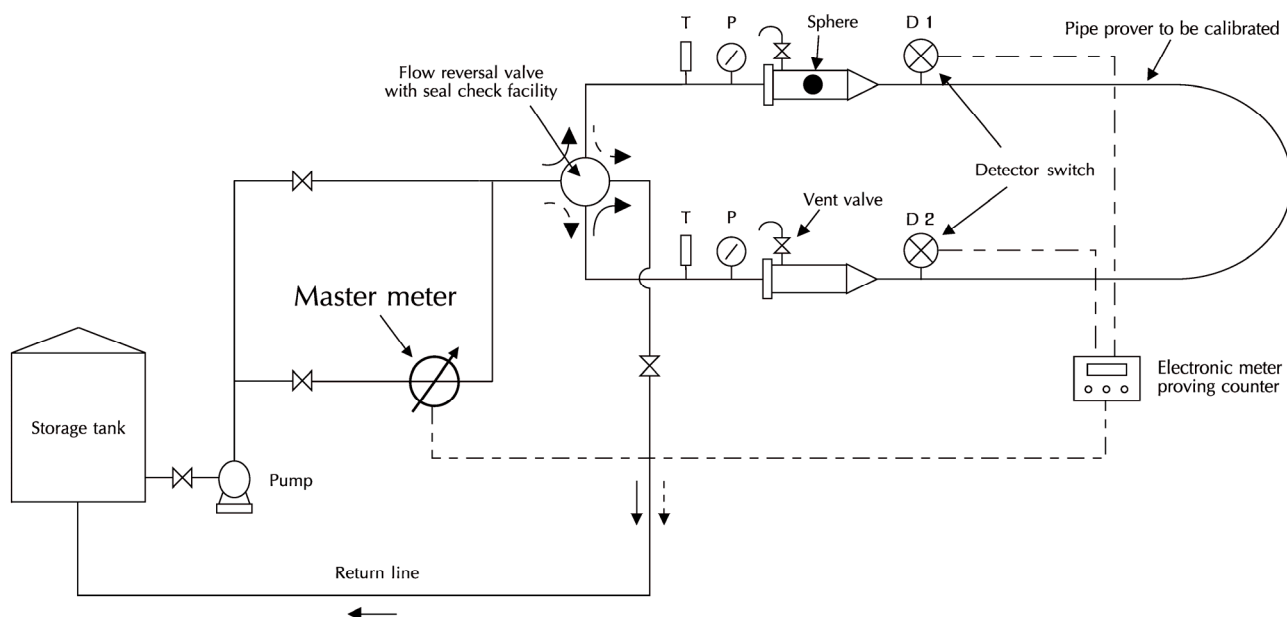 T
P
Sphere
D 1
Pipe prover to be calibrated
Flow reversal valve
with seal check facility
Detector switch
T
P
Vent valve
D 2
Master meter
Storage tank
Pump
Electronic meter
proving counter
Return line